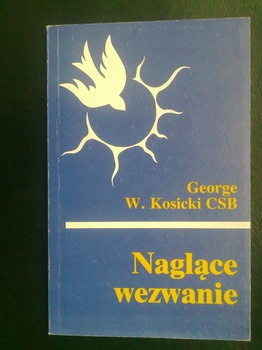 George
W. Kosicki CSB
Naglące
wezwanie